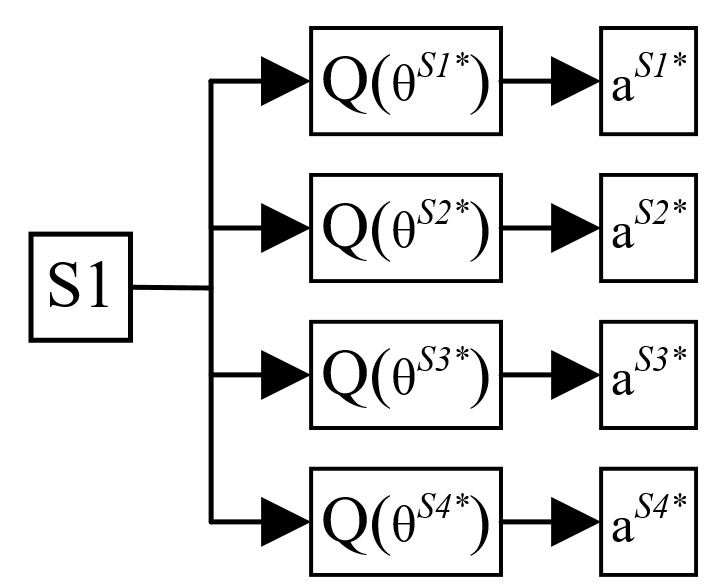 Q(θ^S1*) a^S1*
Q(θ^S2*) a^S2*
S1
Q(θ^S3*) a^S3*
Q(θ^S4*) a^S4*